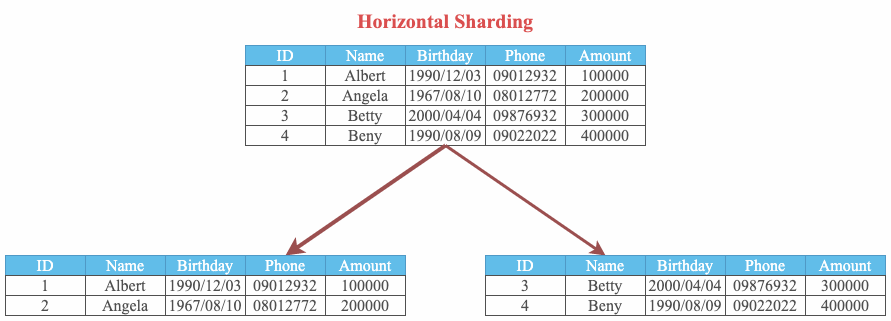 Horizontal Sharding
ID Name Birthday Phone Amount
1 Albert 1990/12/03 09012932 100000
2 Angela 1967/08/10 08012772 200000
3 Betty 2000/04/04 09876932 300000
4 Beny 1990/08/09 09022022 400000
ID Name Birthday Phone Amount
1 Albert 1990/12/03 09012932 100000
2 Angela 1967/08/10 08012772 200000
ID Name Birthday Phone Amount
3 Betty 2000/04/04 09876932 300000
4 Beny 1990/08/09 09022022 400000